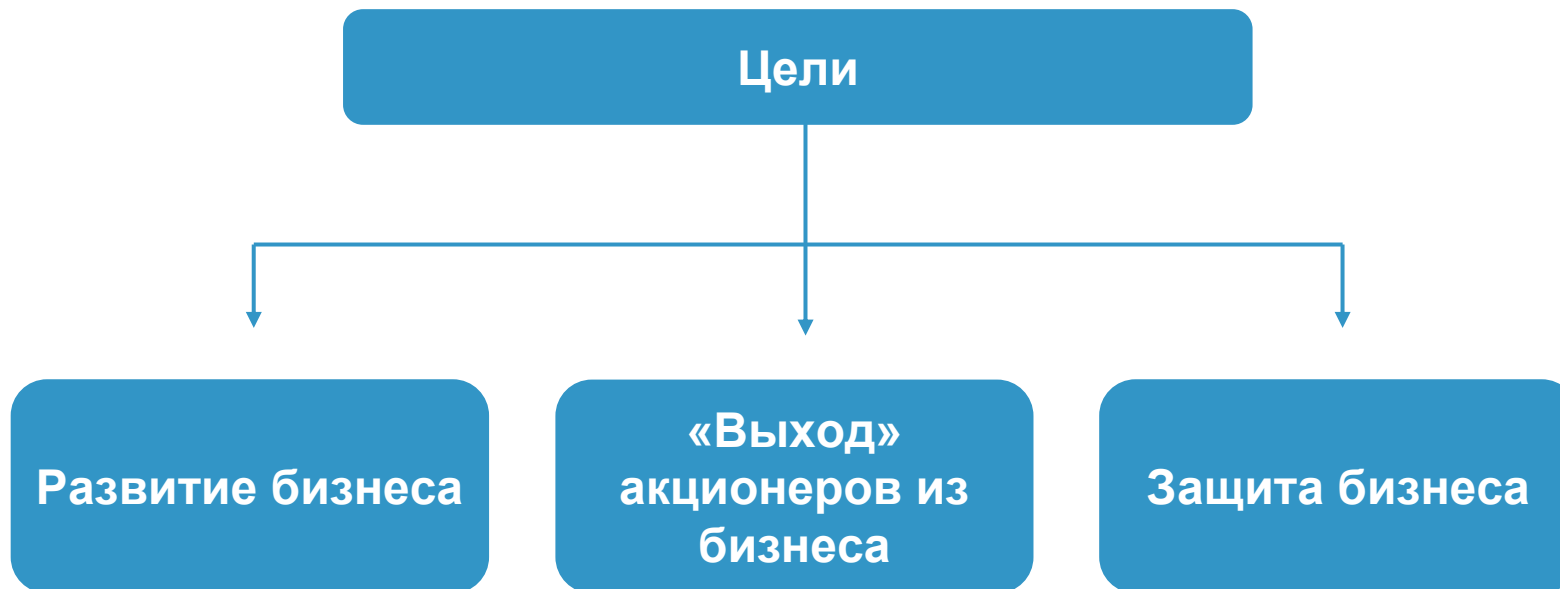 Цели
Развитие бизнеса
«Выход»
акционеров из
бизнеса
Защита бизнеса